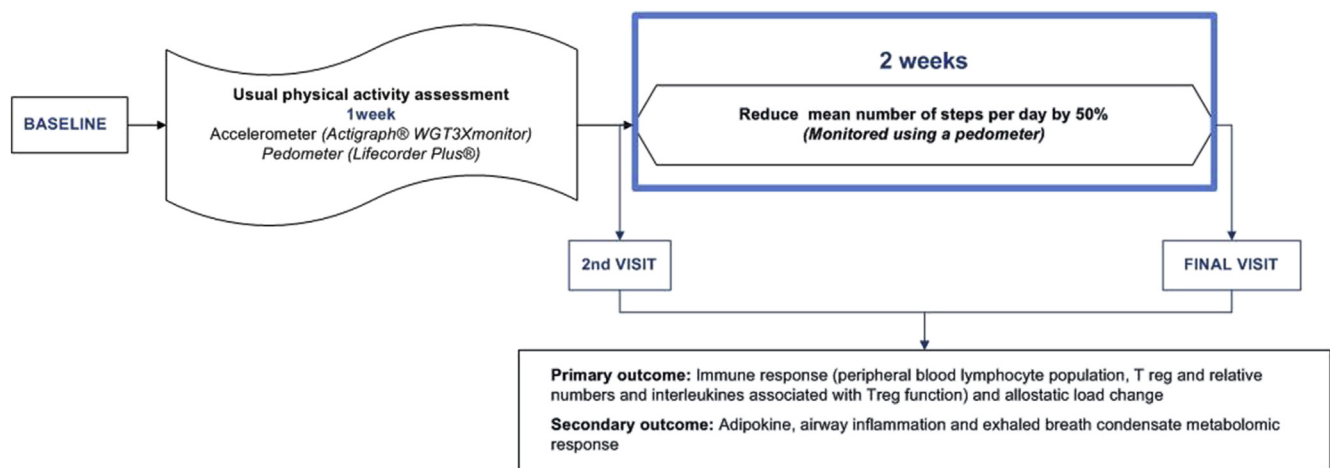 BASELINE
Usual physical activity assessment
1week
Accelerometer (Actigraph® WGT3Xmonitor)
Pedometer (Lifecorder Plus®)
2 weeks
Reduce mean number of steps per day by 50%
(Monitored using a pedometer)
2nd VISIT
FINAL VISIT
Primary outcome: Immune response (peripheral blood lymphocyte population, T reg and relative
numbers and interleukines associated with Treg function) and allostatic load change
Secondary outcome: Adipokine, airway inflammation and exhaled breath condensate metabolomic
response